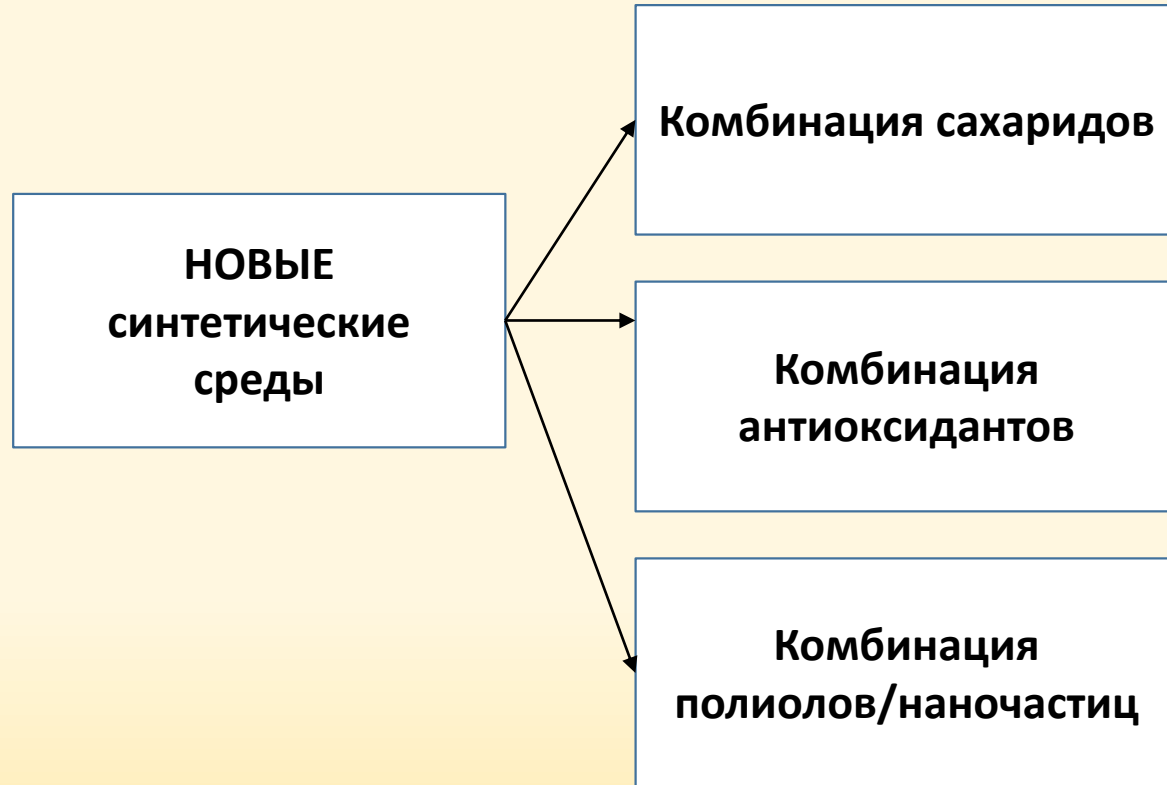 Комбинация сахаридов
НОВЫЕ
синтетические
среды
Комбинация
антиоксидантов
Комбинация
полиолов/наночастиц